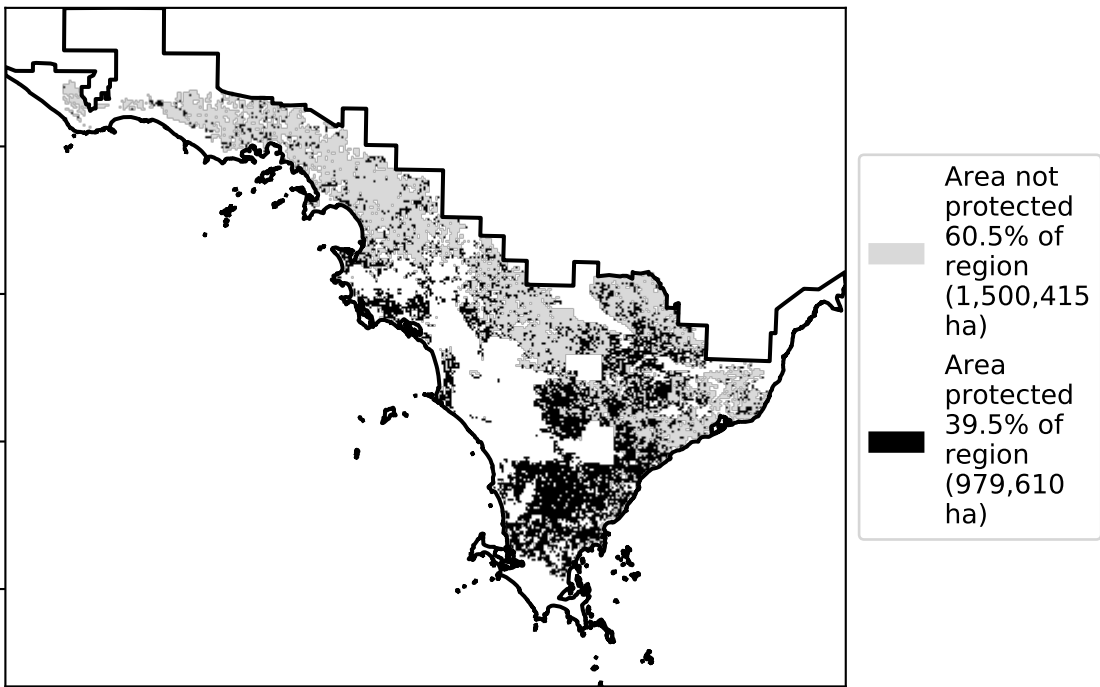 Area not
protected
60.5% of
region
(1,500,415
ha)
Area
protected
39.5% of
region
(979,610
ha)